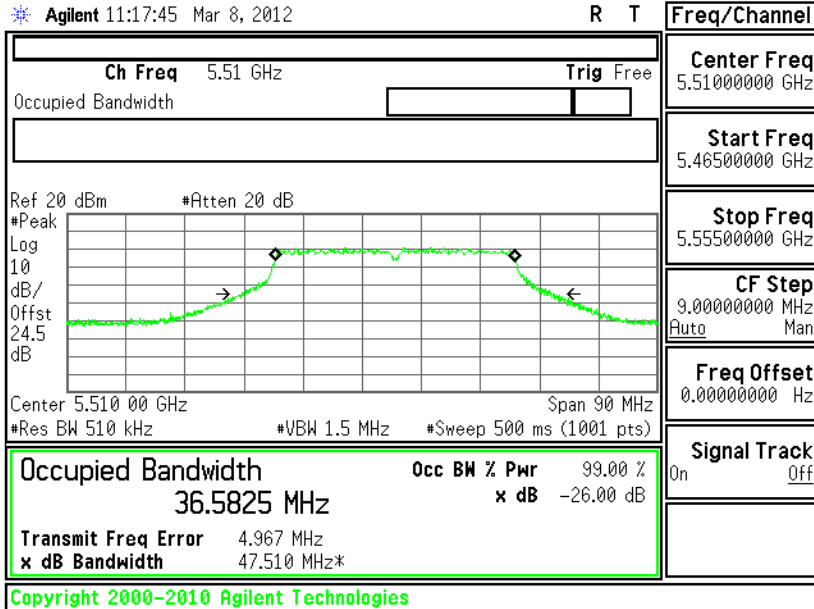 Agilent 11:17:45 Mar 8, 2012 R T
Freq/Channel
Ch Freq 5.51 GHz Trig Free
Occupied Bandwidth
Center Freq
5.51000000 GHz
Start Freq
5.46500000 GHz
Stop Freq
5.55500000 GHz
CF Step
9.00000000 MHz
Auto Man
Freq Offset
0.00000000 Hz
Signal Track
On Off
Ref 20 dBm #Atten 20 dB
#Peak
Log
10
dB/
Offst
24.5
dB
Center 5.510 00 GHz Span 90 MHz
#Res BW 510 kHz #VBW 1.5 MHz #Sweep 500 ms (1001 pts)
Occupied Bandwidth
36.5825 MHz
Occ BW % Pwr 99.00 %
x dB -26.00 dB
Transmit Freq Error 4.967 MHz
x dB Bandwidth 47.510 MHz*
Copyright 2000-2010 Agilent Technologies